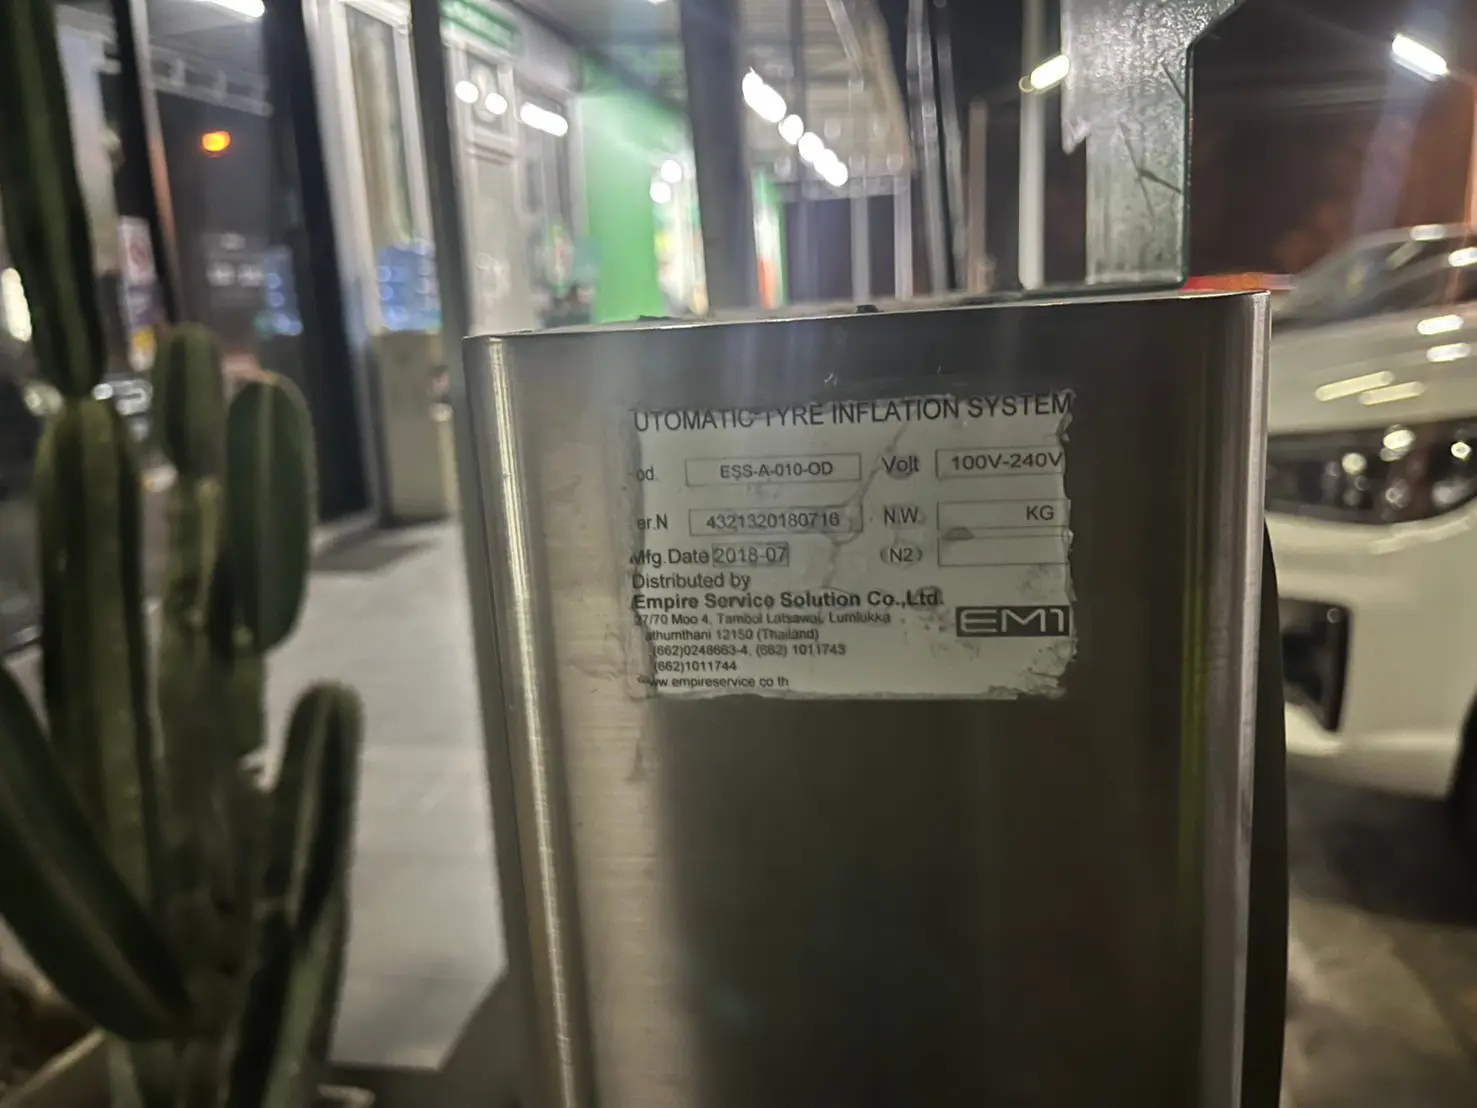 UTOMATIC TYRE INFLATION SYSTEM
od. ESS-A-010-OD Volt 100V-240V
er.N 4321320180716 N.W. KG
Mfg.Date 2018-07 (N2)
Distributed by
Empire Service Solution Co.,Ltd.
27/70 Moo 4, Tambol Latsawai, Lumlukka
athumthani 12150 (Thailand)
(662)0248663-4, (662) 1011743
(662)1011744
www.empireservice.co.th
EM1